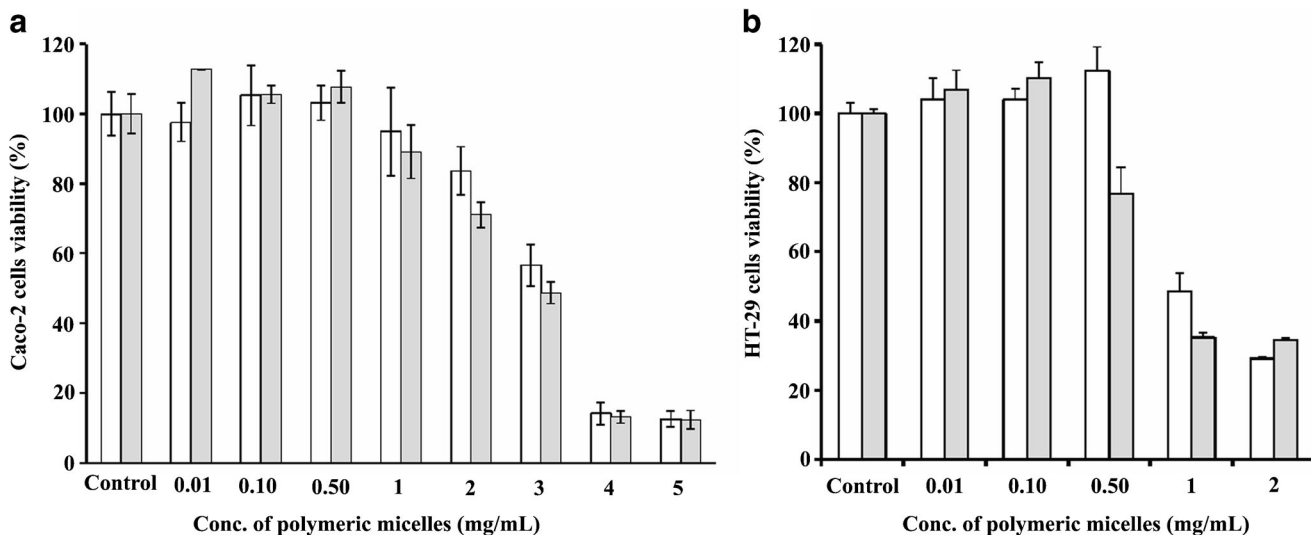 a
120
100
80
60
40
20
0
Caco-2 cells viability (%)
Control 0.01 0.10 0.50 1 2 3 4 5
Conc. of polymeric micelles (mg/mL)
b
120
100
80
60
40
20
0
HT-29 cells viability (%)
Control 0.01 0.10 0.50 1 2
Conc. of polymeric micelles (mg/mL)